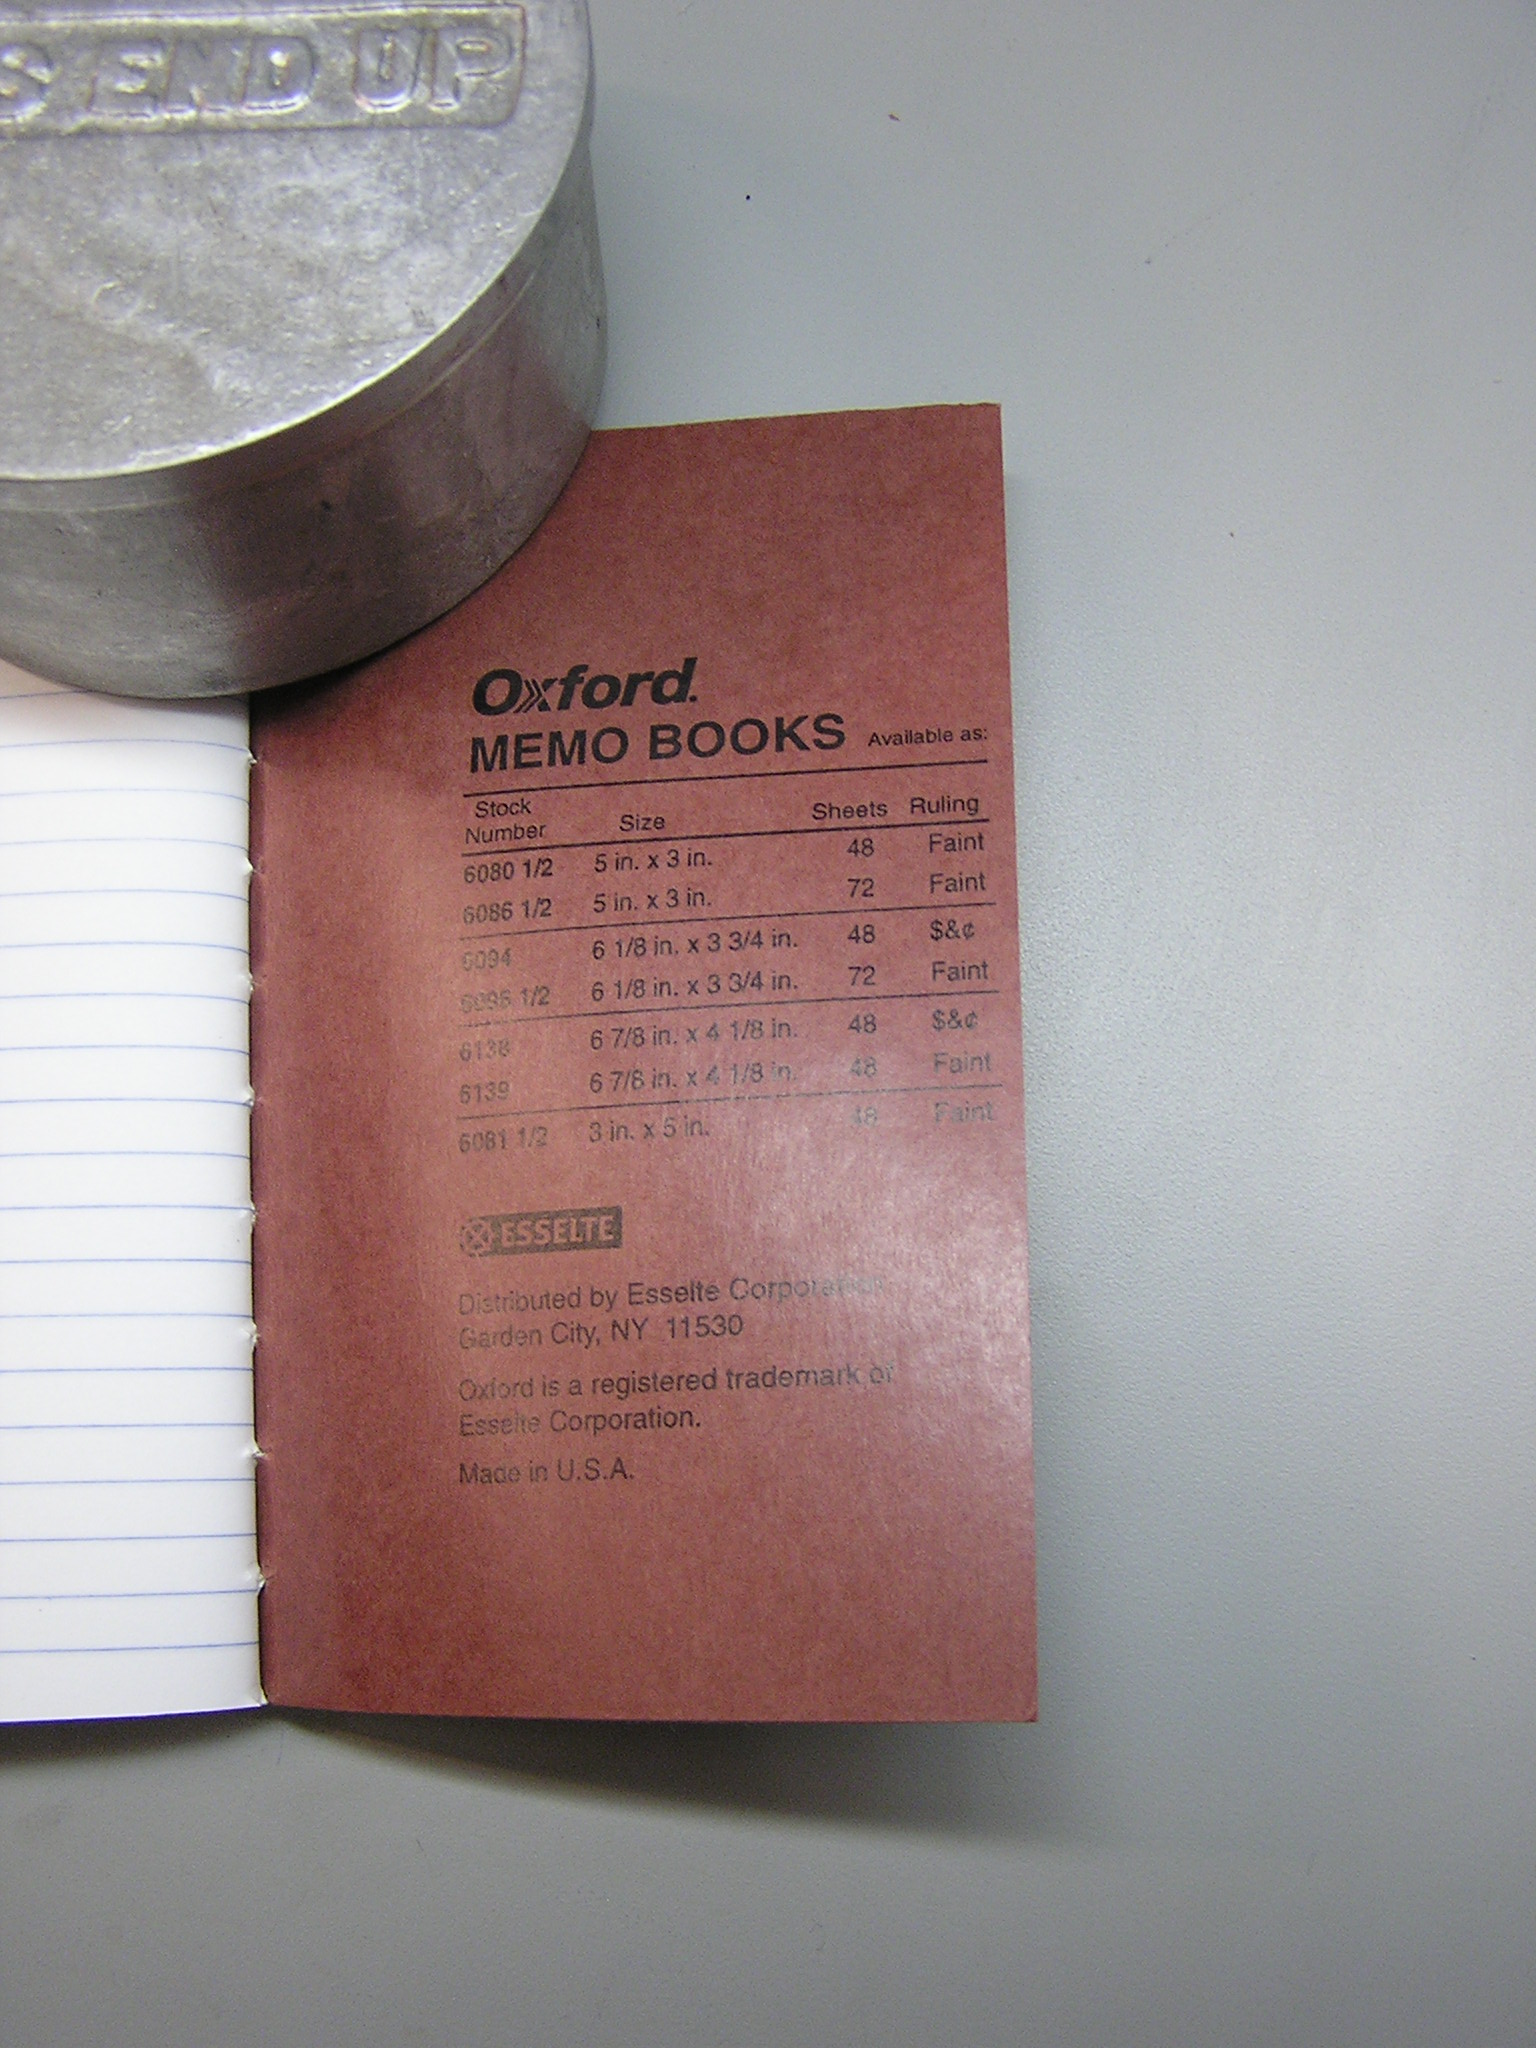 S END UP
Oxford.
MEMO BOOKS Available as:
Stock Number Size Sheets Ruling
6080 1/2 5 in. x 3 in. 48 Faint
6086 1/2 5 in. x 3 in. 72 Faint
6094 6 1/8 in. x 3 3/4 in. 48 $&¢
6096 1/2 6 1/8 in. x 3 3/4 in. 72 Faint
6138 6 7/8 in. x 4 1/8 in. 48 $&¢
6139 6 7/8 in. x 4 1/8 in. 48 Faint
6081 1/2 3 in. x 5 in. 48 Faint
ESSELTE
Distributed by Esselte Corporation
Garden City, NY 11530
Oxford is a registered trademark of
Esselte Corporation.
Made in U.S.A.